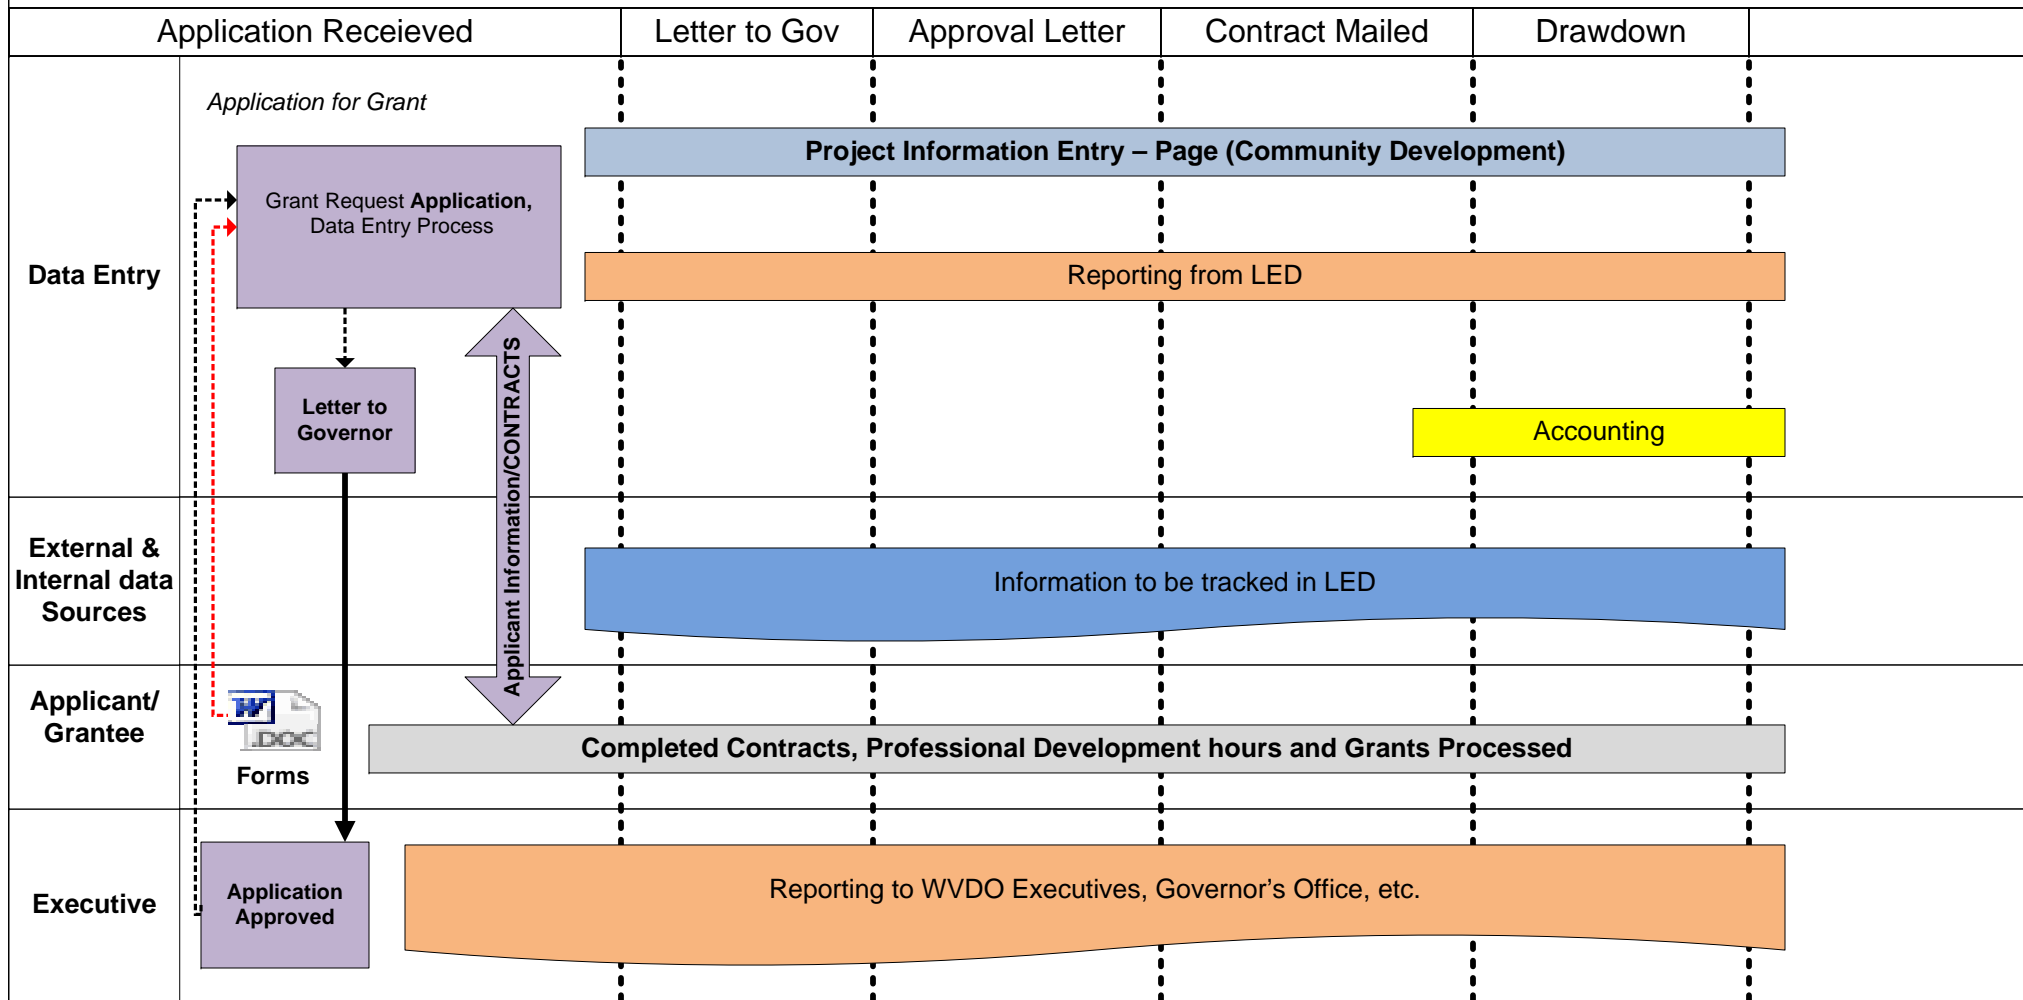 Application Receieved
Letter to Gov
Approval Letter
Contract Mailed
Drawdown
Data Entry
Application for Grant
Grant Request Application,
Data Entry Process
Letter to
Governor
Applicant Information/CONTRACTS
Project Information Entry – Page (Community Development)
Reporting from LED
Accounting
External &
Internal data
Sources
Information to be tracked in LED
Applicant/
Grantee
W
.DOC
Forms
Completed Contracts, Professional Development hours and Grants Processed
Executive
Application
Approved
Reporting to WVDO Executives, Governor’s Office, etc.